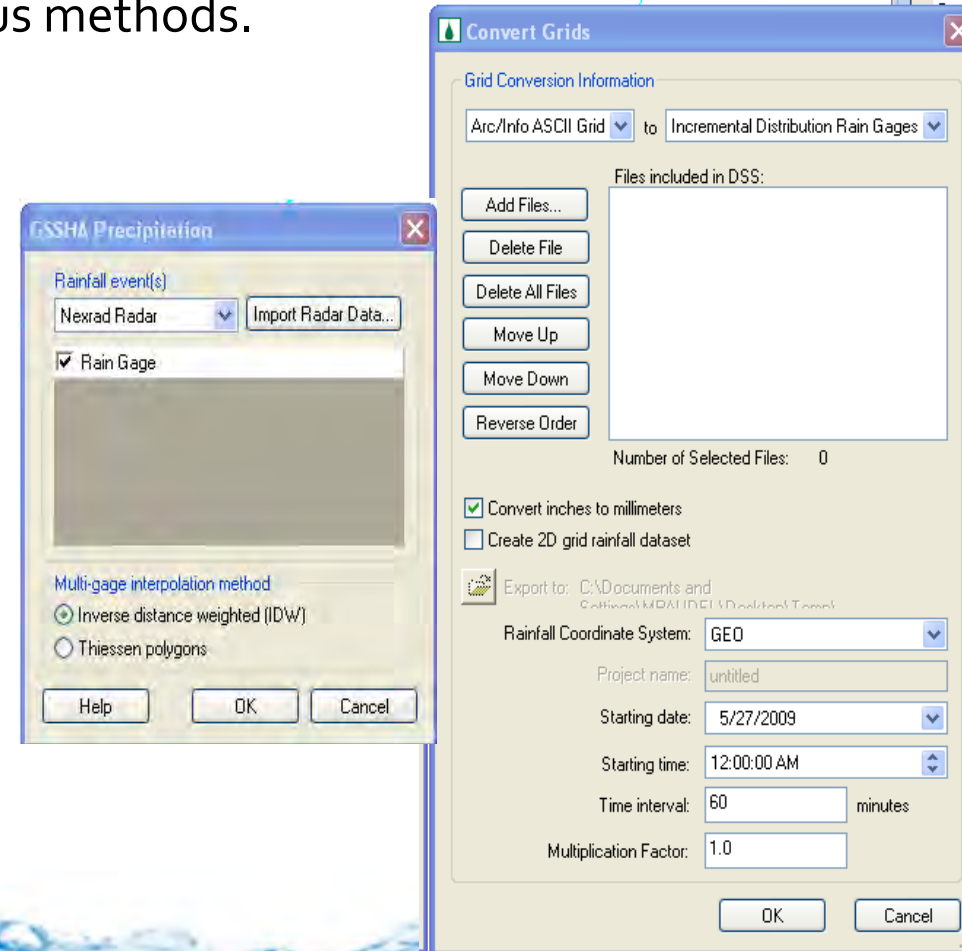 us methods.
GSSHA Precipitation
Rainfall event(s)
Nexrad Radar Import Radar Data...
Rain Gage
Multi-gage interpolation method
Inverse distance weighted (IDW)
Thiessen polygons
Help OK Cancel
Convert Grids
Grid Conversion Information
Arc/Info ASCII Grid to Incremental Distribution Rain Gages
Files included in DSS:
Add Files...
Delete File
Delete All Files
Move Up
Move Down
Reverse Order
Number of Selected Files: 0
Convert inches to millimeters
Create 2D grid rainfall dataset
Export to: C:\Documents and
Rainfall Coordinate System: GEO
Project name: untitled
Starting date: 5/27/2009
Starting time: 12:00:00 AM
Time interval: 60 minutes
Multiplication Factor: 1.0
OK Cancel